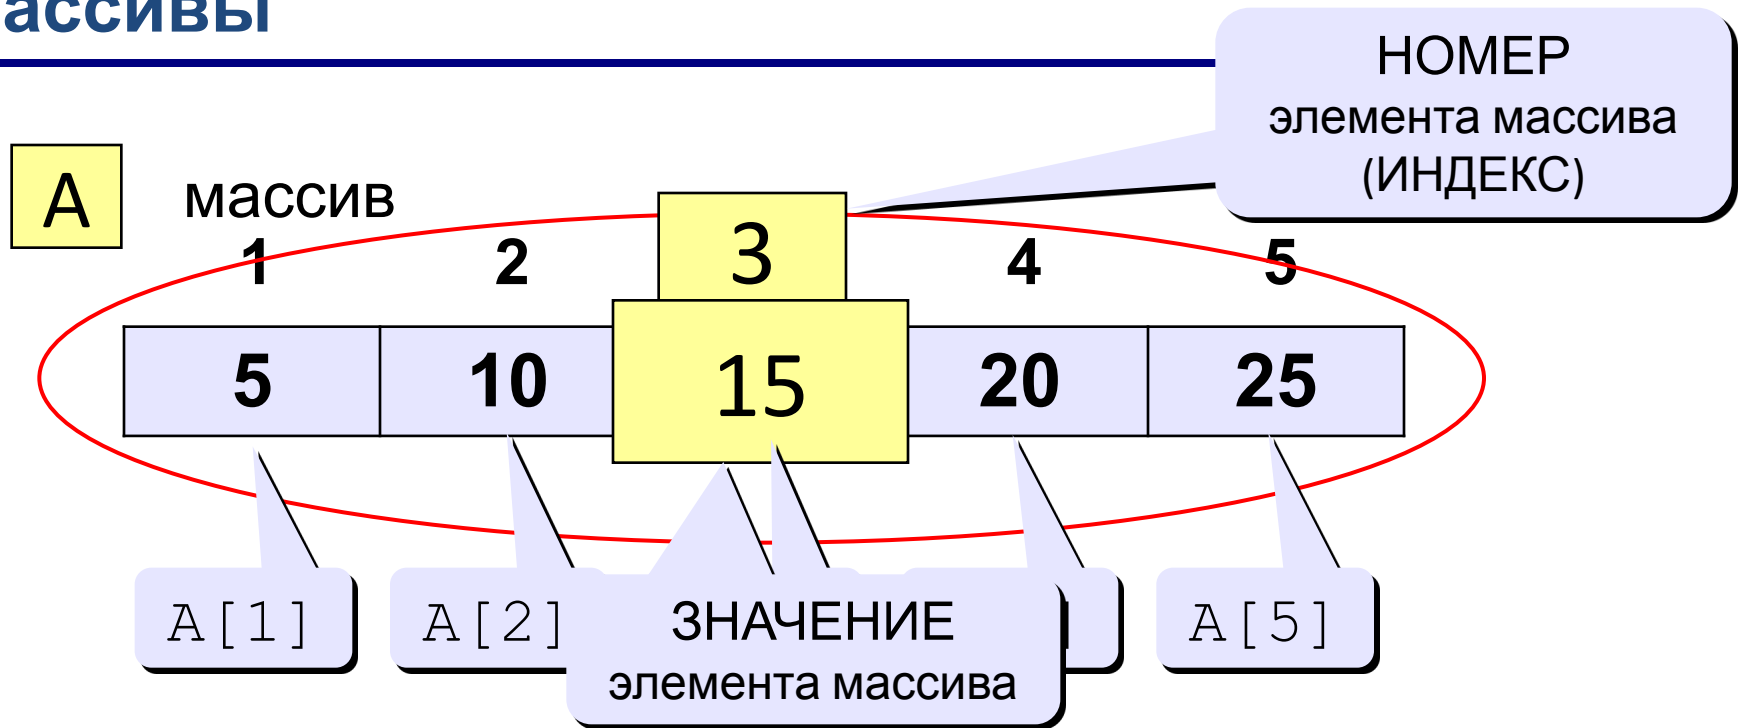 ассивы
НОМЕР
элемента массива
(ИНДЕКС)
A
массив
1 2 3 4 5
5 10 15 20 25
A[1] A[2] A[5]
ЗНАЧЕНИЕ
элемента массива